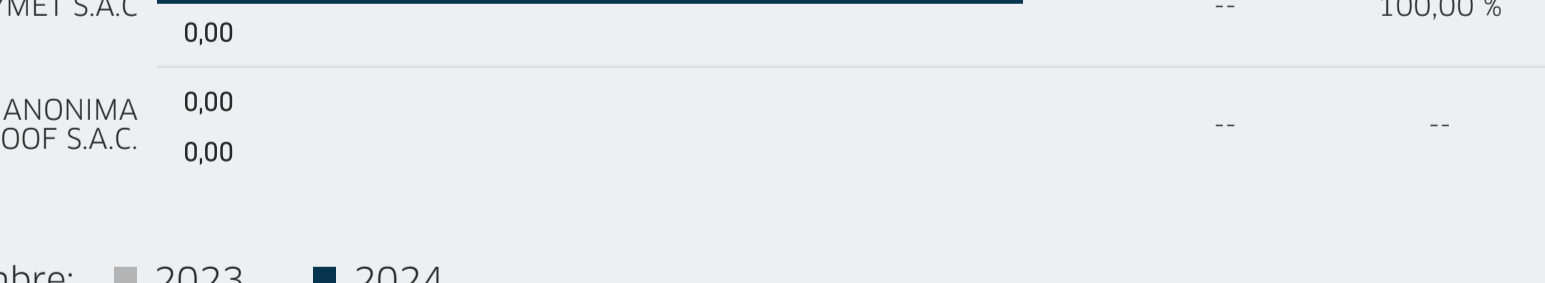 YMET S.A.C -- 100,00 %
0,00
0,00
ANONIMA
OOF S.A.C. -- --
0,00
mbre: 2023 2024